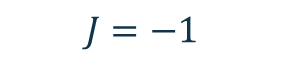 J = −1